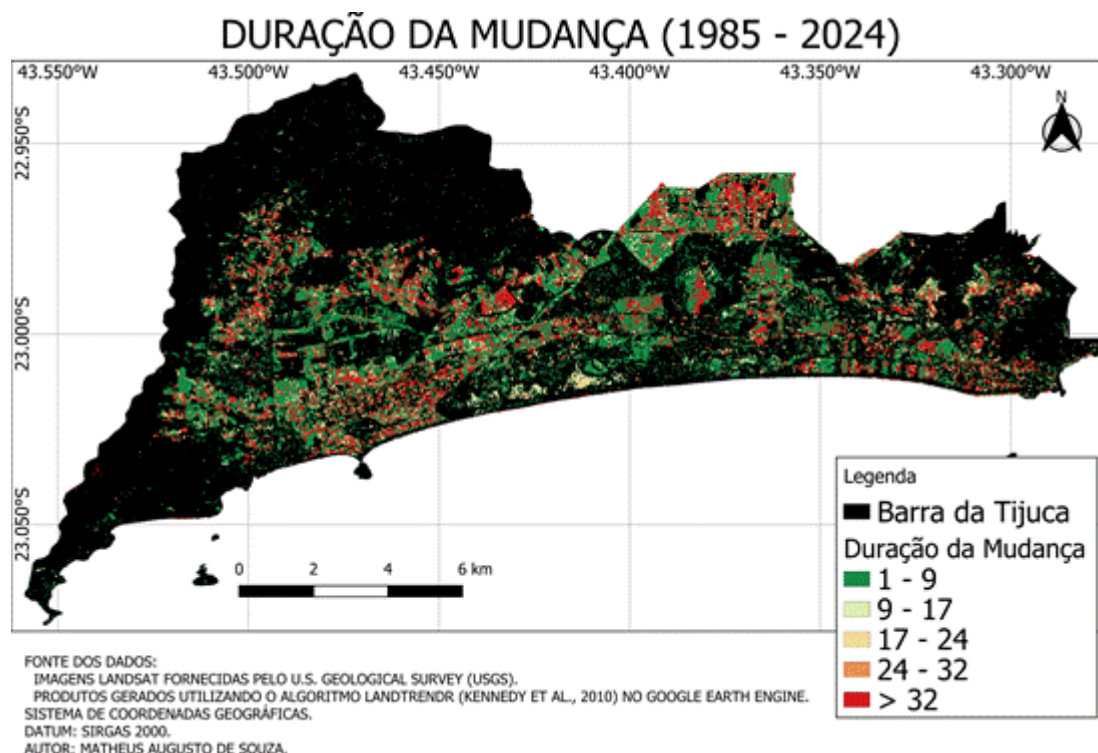 DURAÇÃO DA MUDANÇA (1985 - 2024)
43.550°W 43.500°W 43.450°W 43.400°W 43.350°W 43.300°W
N
22.950°S
23.000°S
23.050°S
0 2 4 6 km
Legenda
Barra da Tijuca
Duração da Mudança
1 - 9
9 - 17
17 - 24
24 - 32
> 32
FONTE DOS DADOS:
IMAGENS LANDSAT FORNECIDAS PELO U.S. GEOLOGICAL SURVEY (USGS).
PRODUTOS GERADOS UTILIZANDO O ALGORITMO LANDTRENDR (KENNEDY ET AL., 2010) NO GOOGLE EARTH ENGINE.
SISTEMA DE COORDENADAS GEOGRÁFICAS.
DATUM: SIRGAS 2000.
AUTOR: MATHEUS AUGUSTO DE SOUZA.